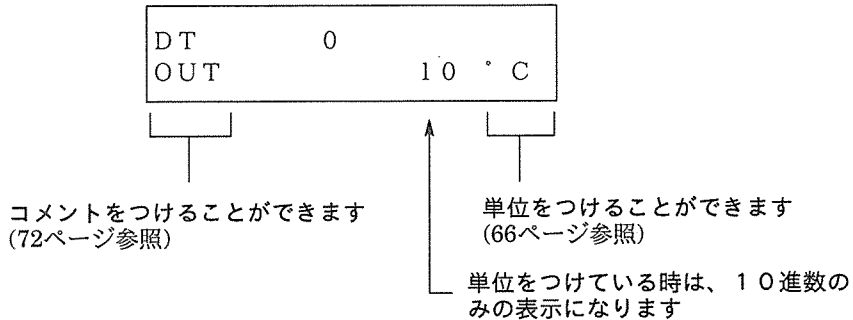 DT 0
OUT 10 °C
コメントをつけることができます
(72ページ参照)
単位をつけることができます
(66ページ参照)
単位をつけている時は、１０進数の
みの表示になります